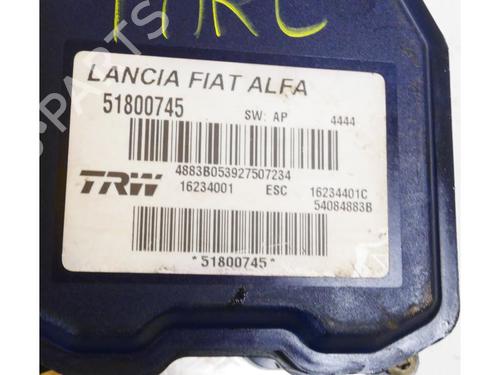 LANCIA FIAT ALFA
51800745 SW: AP 4444
4883B053927507234
TRW 16234001 ESC 16234401C
54084883B
*51800745*